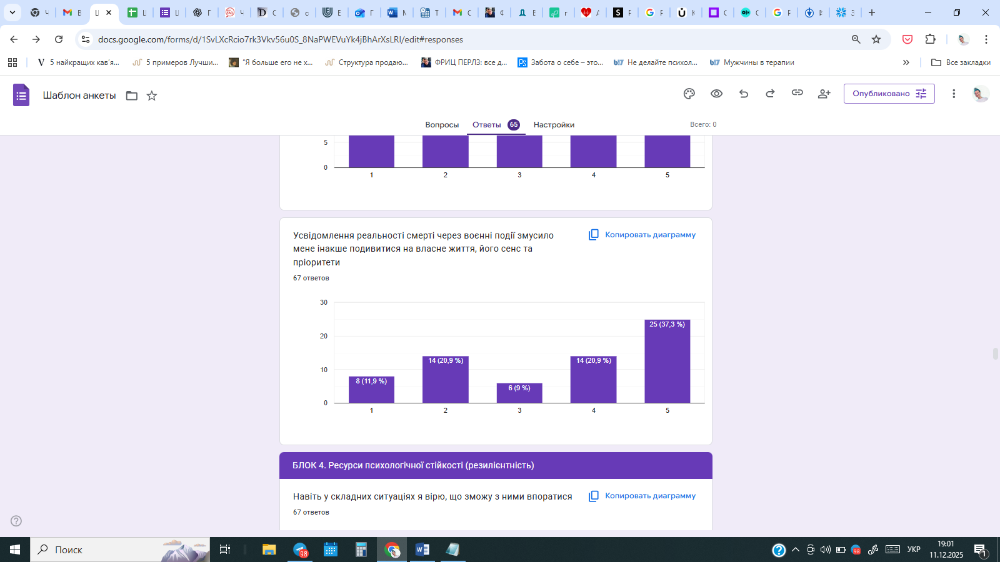 docs.google.com/forms/d/1SvLXcRcio7rk3Vkv56u0S_8NaPWEVuYk4jBhArXsLRI/edit#responses
5 найкращих кав'я...
5 примеров Лучши...
"Я больше его не х...
Структура продаю...
ФРИЦ ПЕРЛЗ: все д...
Забота о себе – это...
Не делайте психол...
Мужчины в терапии
Все закладки
Шаблон анкеты
Опубликовано
Вопросы
Ответы 65
Настройки
Всего: 0
5
0
1 2 3 4 5
Усвідомлення реальності смерті через воєнні події змусило
мене інакше подивитися на власне життя, його сенс та
пріоритети
Копировать диаграмму
67 ответов
30
20
10
0
8 (11,9 %)
14 (20,9 %)
6 (9 %)
14 (20,9 %)
25 (37,3 %)
1 2 3 4 5
БЛОК 4. Ресурси психологічної стійкості (резилієнтність)
Навіть у складних ситуаціях я вірю, що зможу з ними впоратися
Копировать диаграмму
67 ответов
Поиск
98
98
УКР
19:01
11.12.2025
1